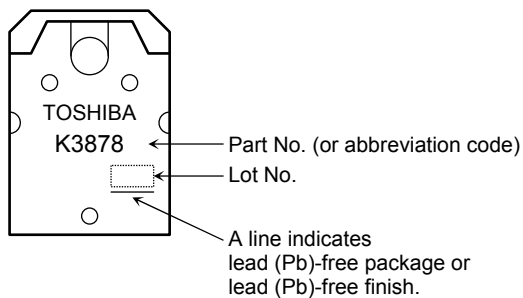 TOSHIBA
K3878
Part No. (or abbreviation code)
Lot No.
A line indicates
lead (Pb)-free package or
lead (Pb)-free finish.